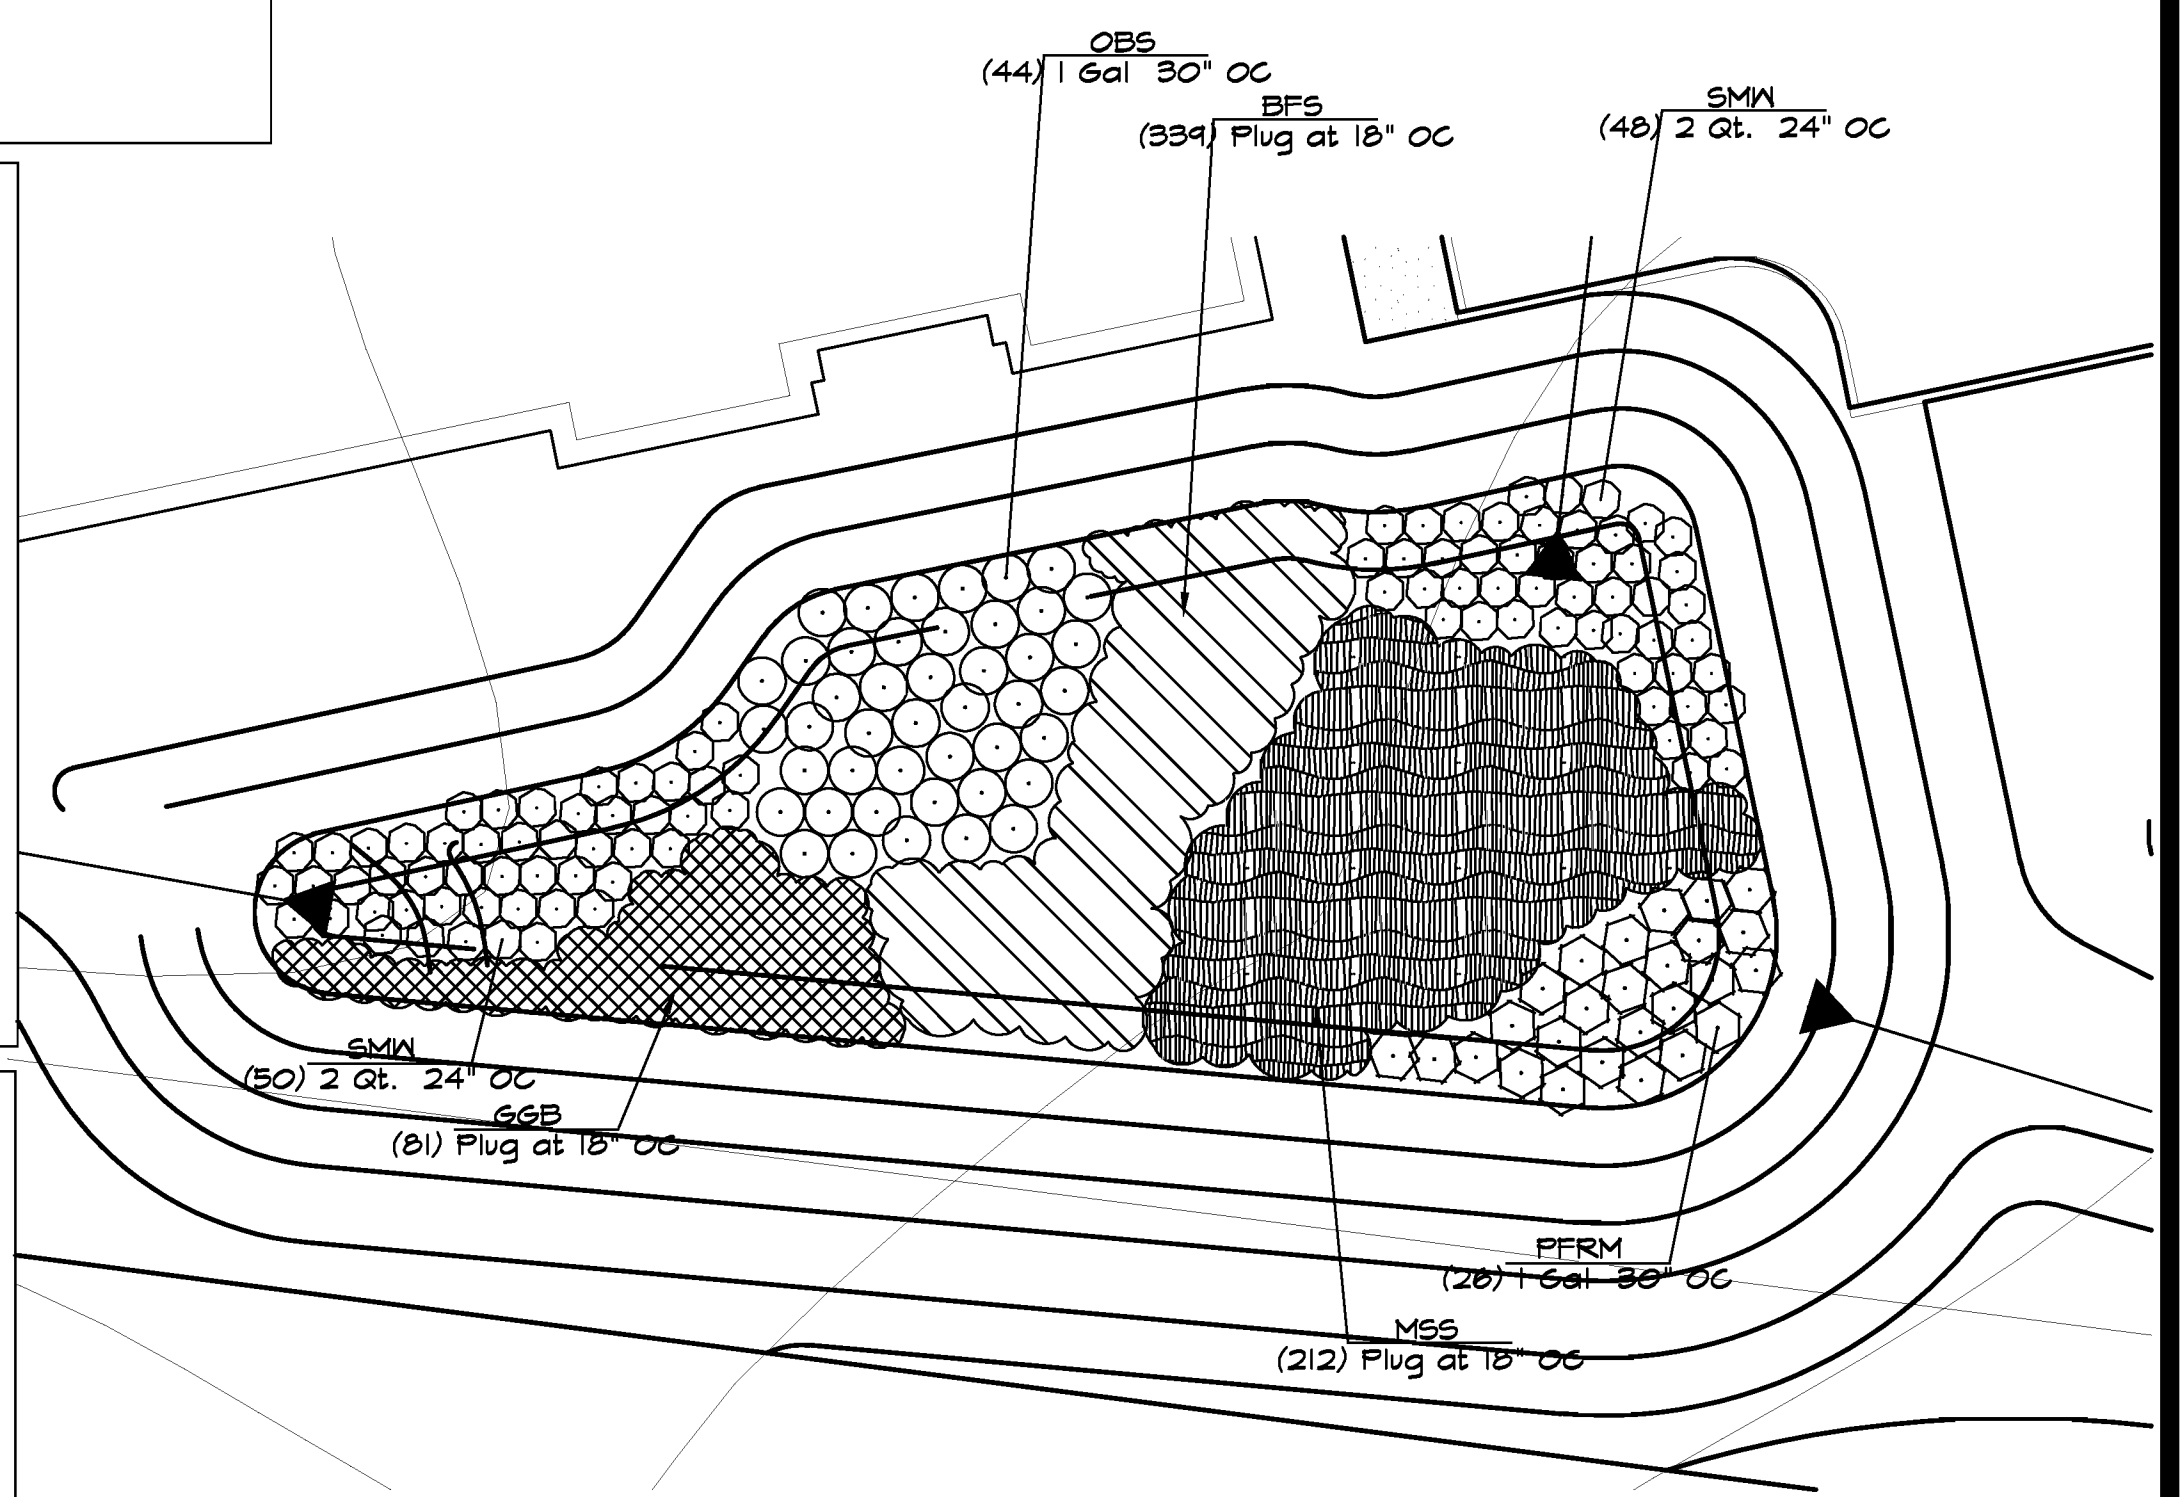 OBS
(44) 1 Gal 30" OC
BFS
(339) Plug at 18" OC
SMW
(48) 2 Qt. 24" OC
SMW
(50) 2 Qt. 24" OC
GGB
(81) Plug at 18" OC
PFRM
(26) 1 Gal 30" OC
MSS
(212) Plug at 18" OC